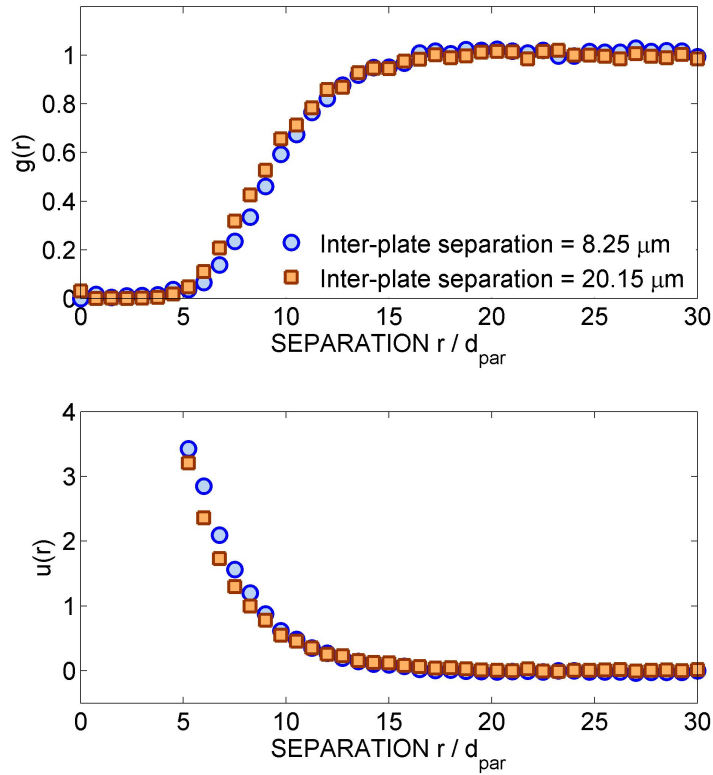 1
0.8
0.6
0.4
0.2
0
g(r)
Inter-plate separation = 8.25 μm
Inter-plate separation = 20.15 μm
0 5 10 15 20 25 30
SEPARATION r / d_par
4
3
2
1
0
u(r)
0 5 10 15 20 25 30
SEPARATION r / d_par